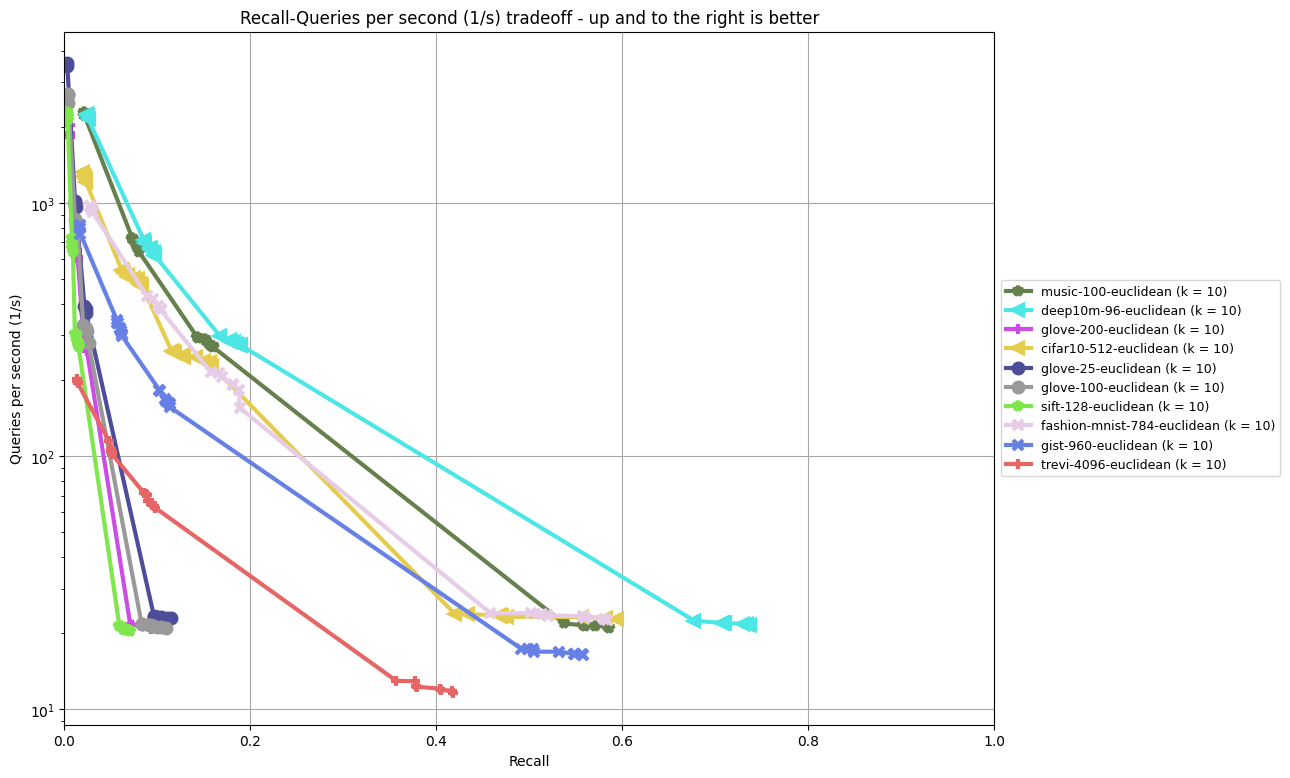 Recall-Queries per second (1/s) tradeoff - up and to the right is better
Queries per second (1/s)
10³
10²
10¹
0.0 0.2 0.4 0.6 0.8 1.0
Recall
music-100-euclidean (k = 10)
deep10m-96-euclidean (k = 10)
glove-200-euclidean (k = 10)
cifar10-512-euclidean (k = 10)
glove-25-euclidean (k = 10)
glove-100-euclidean (k = 10)
sift-128-euclidean (k = 10)
fashion-mnist-784-euclidean (k = 10)
gist-960-euclidean (k = 10)
trevi-4096-euclidean (k = 10)